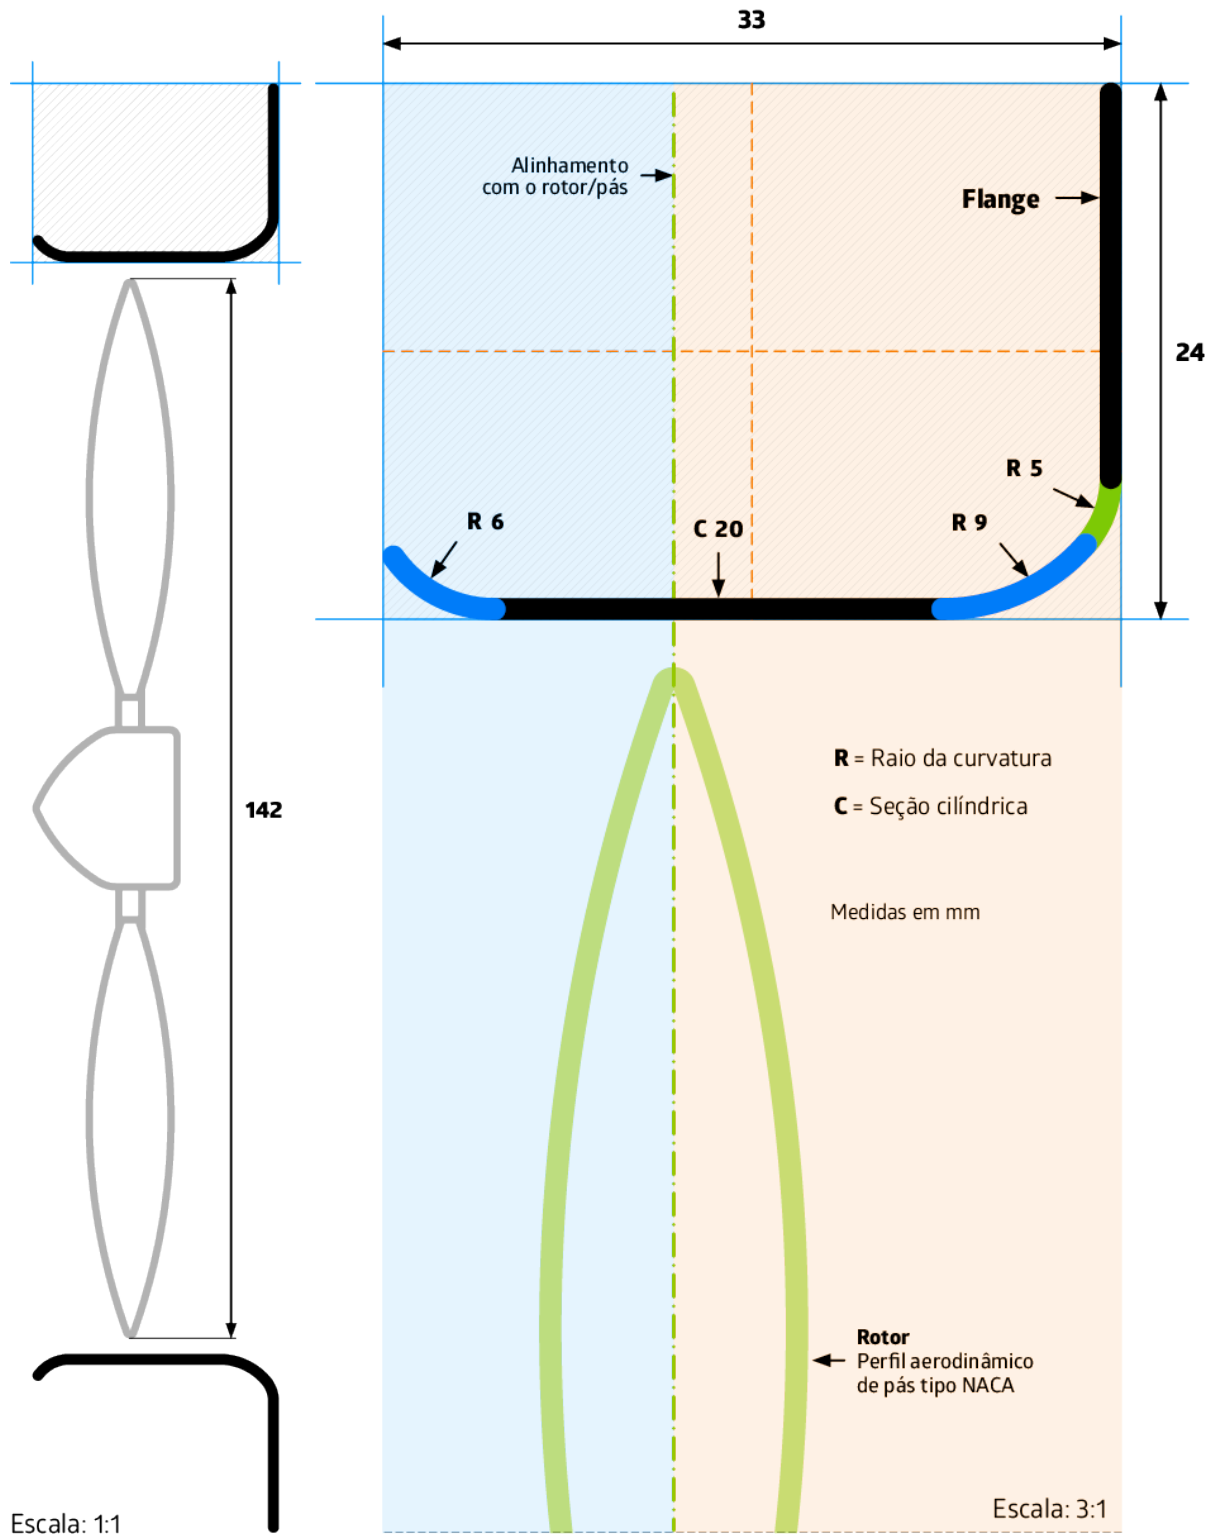 33
Alinhamento
com o rotor/pás
Flange
24
R 5
R 6
C 20
R 9
R = Raio da curvatura
142
C = Seção cilíndrica
Medidas em mm
Rotor
Perfil aerodinâmico
de pás tipo NACA
Escala: 1:1
Escala: 3:1